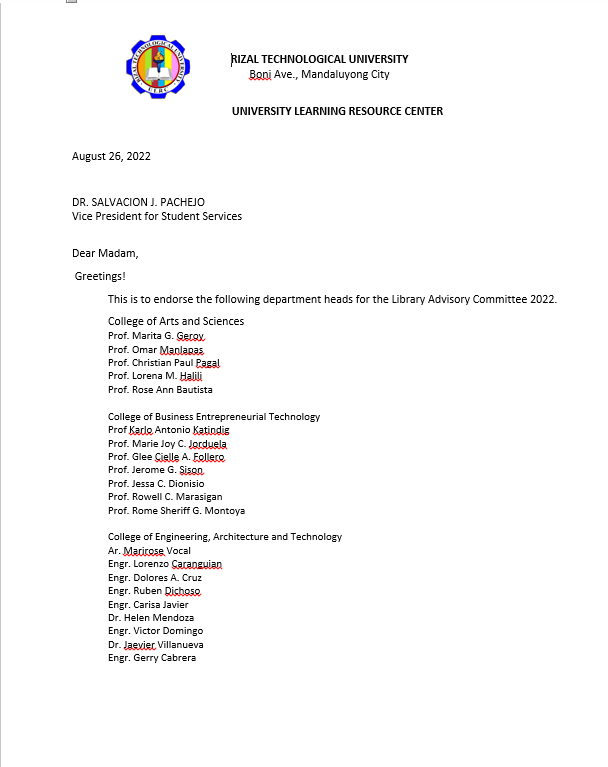 RIZAL TECHNOLOGICAL UNIVERSITY
Boni Ave., Mandaluyong City
RIZAL TECHNOLOGICAL UNIVERSITY
ULRC
UNIVERSITY LEARNING RESOURCE CENTER
August 26, 2022
DR. SALVACION J. PACHEJO
Vice President for Student Services
Dear Madam,
Greetings!
This is to endorse the following department heads for the Library Advisory Committee 2022.
College of Arts and Sciences
Prof. Marita G. Geroy
Prof. Omar Manlapas
Prof. Christian Paul Pagal
Prof. Lorena M. Halili
Prof. Rose Ann Bautista
College of Business Entrepreneurial Technology
Prof Karlo Antonio Katindig
Prof. Marie Joy C. Jorduela
Prof. Glee Cielle A. Follero
Prof. Jerome G. Sison
Prof. Jessa C. Dionisio
Prof. Rowell C. Marasigan
Prof. Rome Sheriff G. Montoya
College of Engineering, Architecture and Technology
Ar. Marirose Vocal
Engr. Lorenzo Caranguian
Engr. Dolores A. Cruz
Engr. Ruben Dichoso
Engr. Carisa Javier
Dr. Helen Mendoza
Engr. Victor Domingo
Dr. Jaevier Villanueva
Engr. Gerry Cabrera